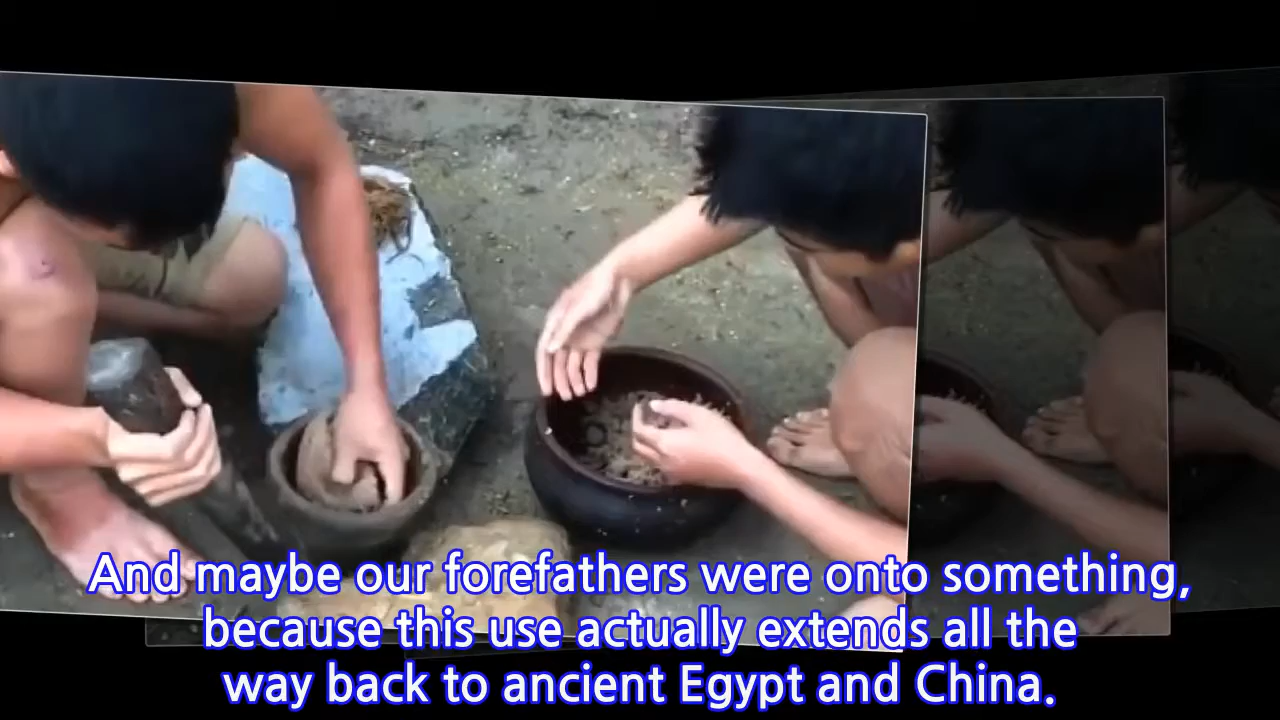 And maybe our forefathers were onto something,
because this use actually extends all the
way back to ancient Egypt and China.